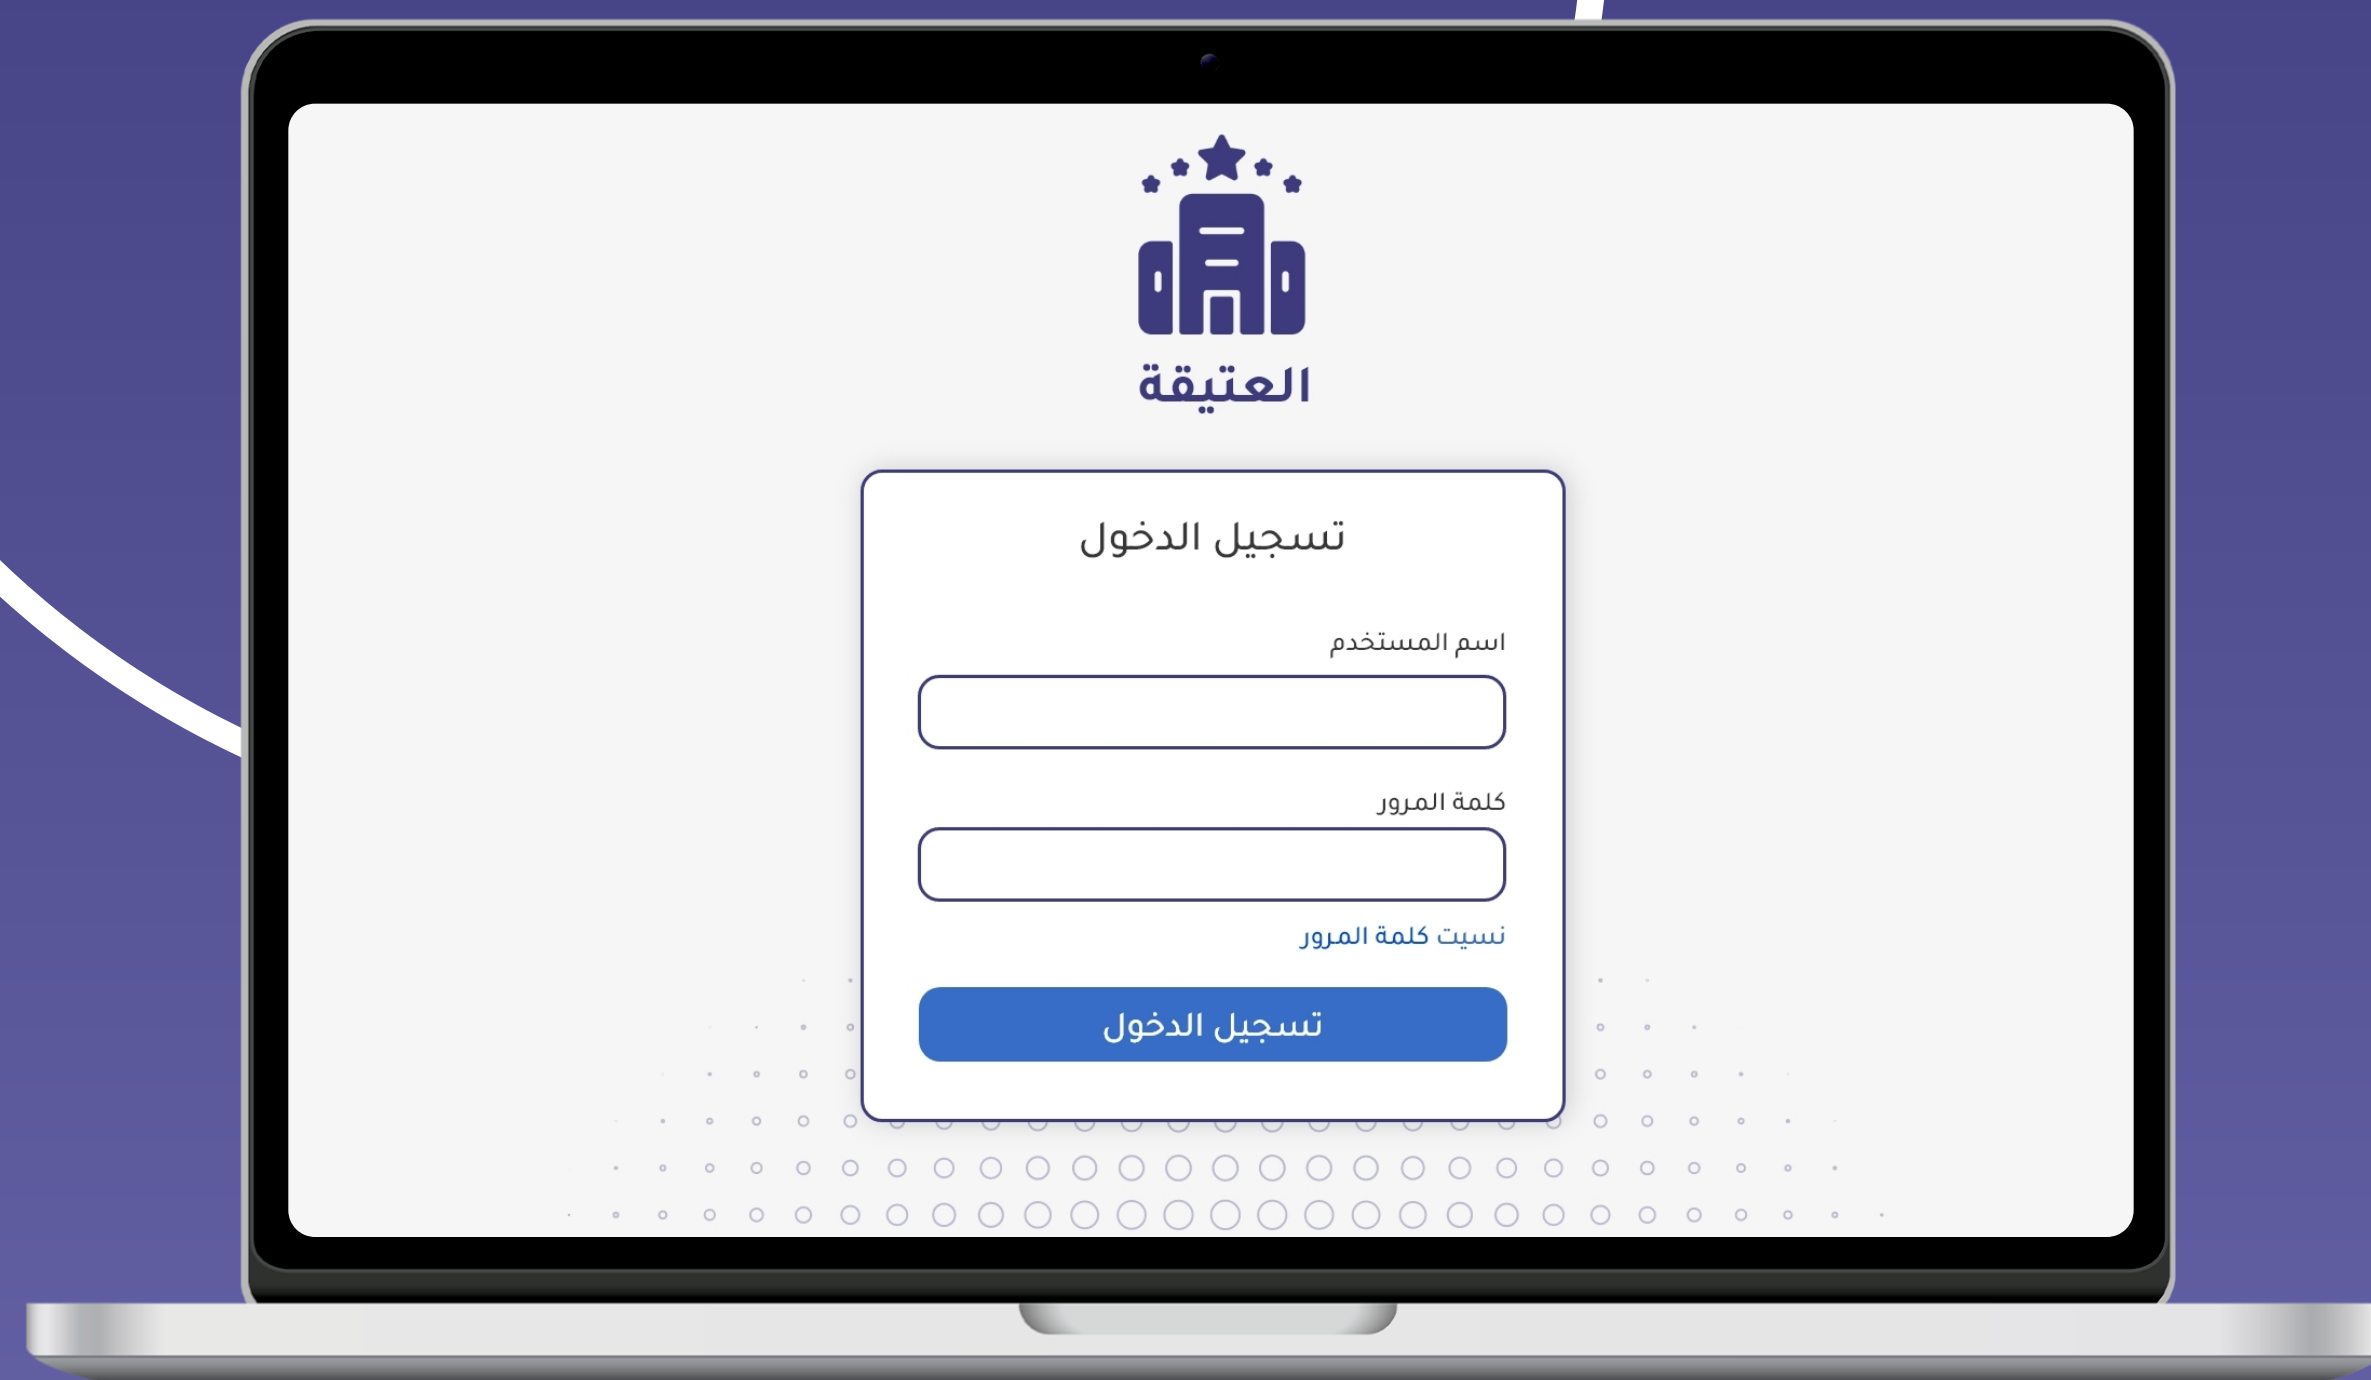 العتيقة
تسجيل الدخول
اسم المستخدم
كلمة المرور
نسيت كلمة المرور
تسجيل الدخول